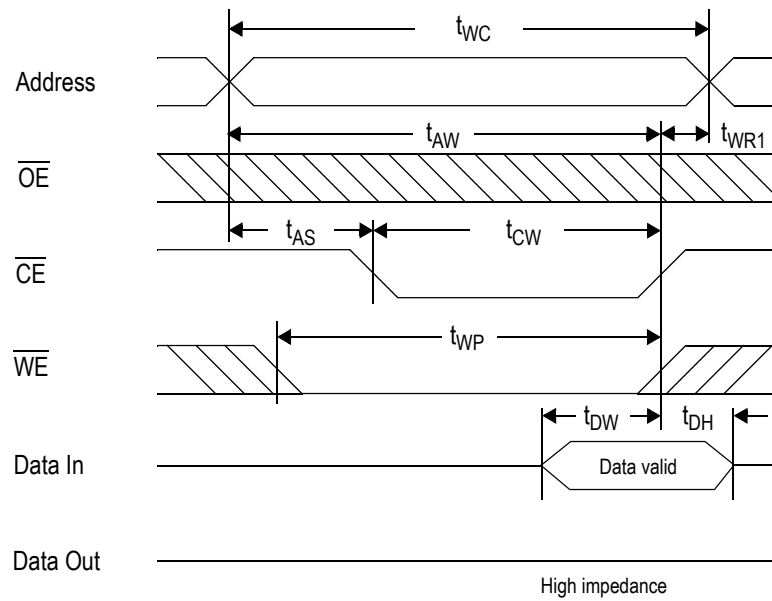 tWC
Address
tAW
tWR1
OE
tAS
tCW
CE
tWP
WE
tDW
tDH
Data In
Data valid
Data Out
High impedance